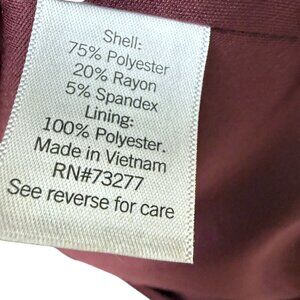 Shell:
75% Polyester
20% Rayon
5% Spandex
Lining:
100% Polyester.
Made in Vietnam
RN#73277
See reverse for care